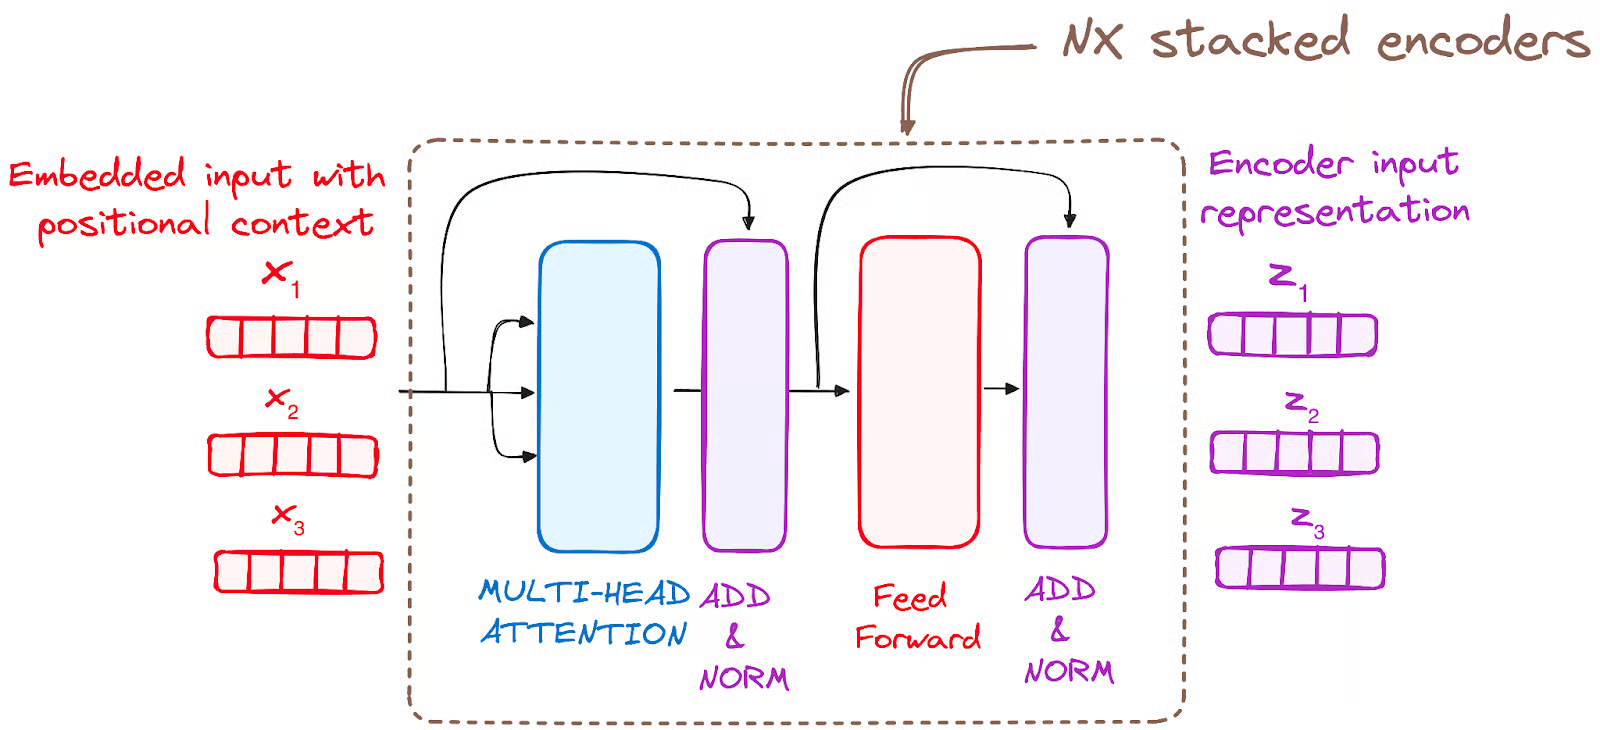 NX stacked encoders
Embedded input with
positional context
x1
x2
x3
MULTI-HEAD
ATTENTION
ADD
&
NORM
Feed
Forward
ADD
&
NORM
Encoder input
representation
z1
z2
z3